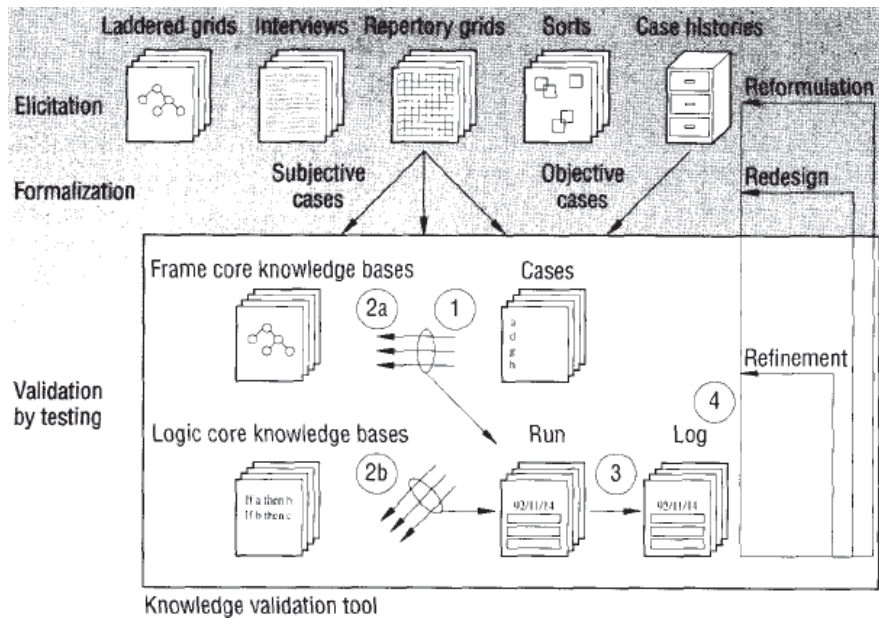 Laddered grids Interviews Repertory grids Sorts Case histories
Elicitation
Reformulation
Subjective
cases
Objective
cases
Formalization
Redesign
Frame core knowledge bases
Cases
2a
1
a
d
g
h
Refinement
Validation
by testing
4
Logic core knowledge bases
Run
Log
2b
3
If a then b
If b then c
92/11/14
92/11/14
Knowledge validation tool